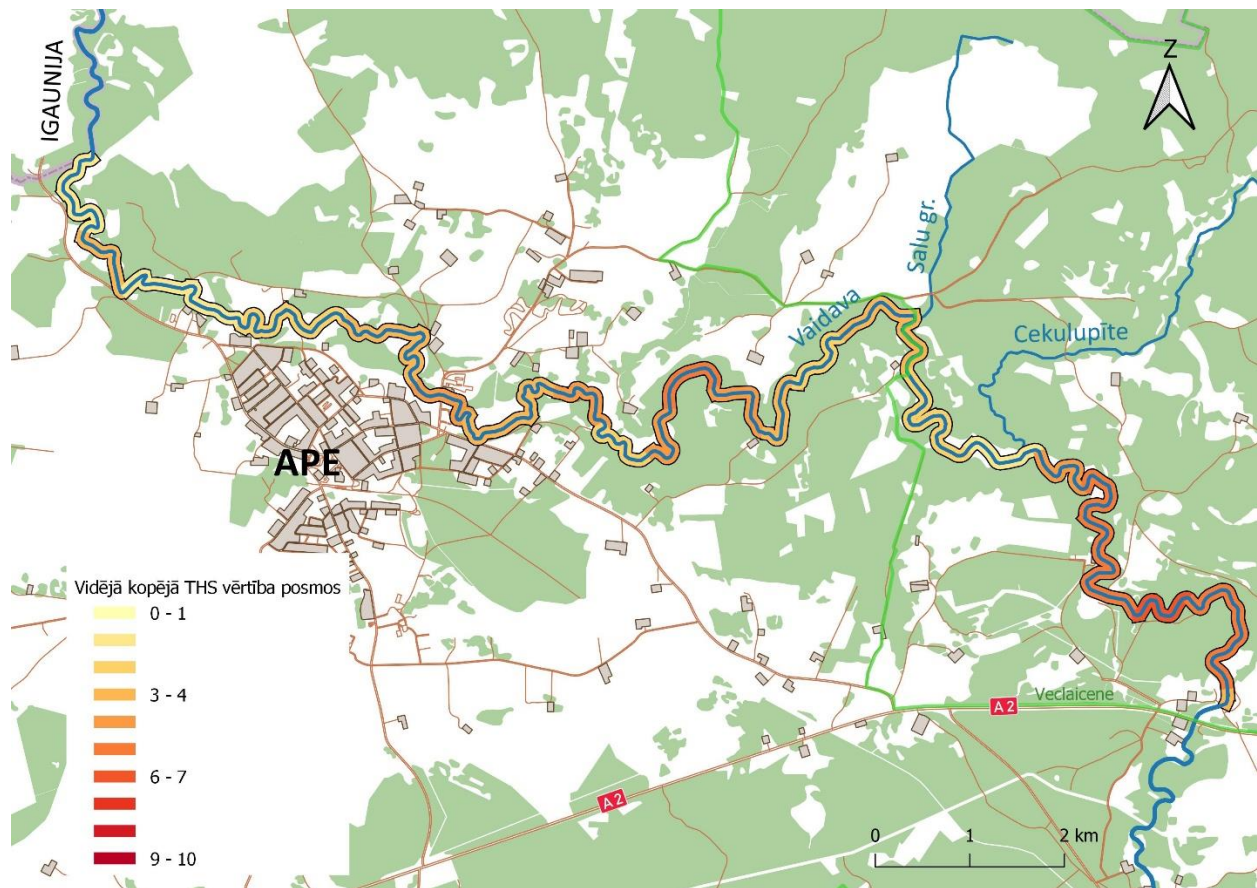 IGAUNIJA
Z
Salu gr.
Vaidava
Cekulupīte
APE
Veclaicene
A 2
A 2
Vidējā kopējā THS vērtība posmos
0 - 1
3 - 4
6 - 7
9 - 10
0 1 2 km